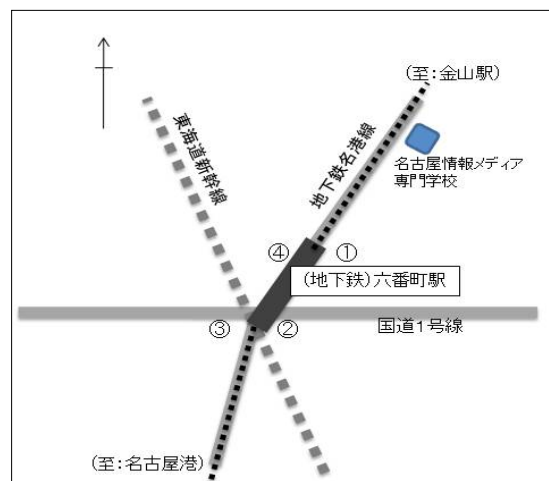 (至:金山駅)
東海道新幹線
地下鉄名港線
名古屋情報メディア
専門学校
④
①
(地下鉄)六番町駅
③
②
国道1号線
(至:名古屋港)